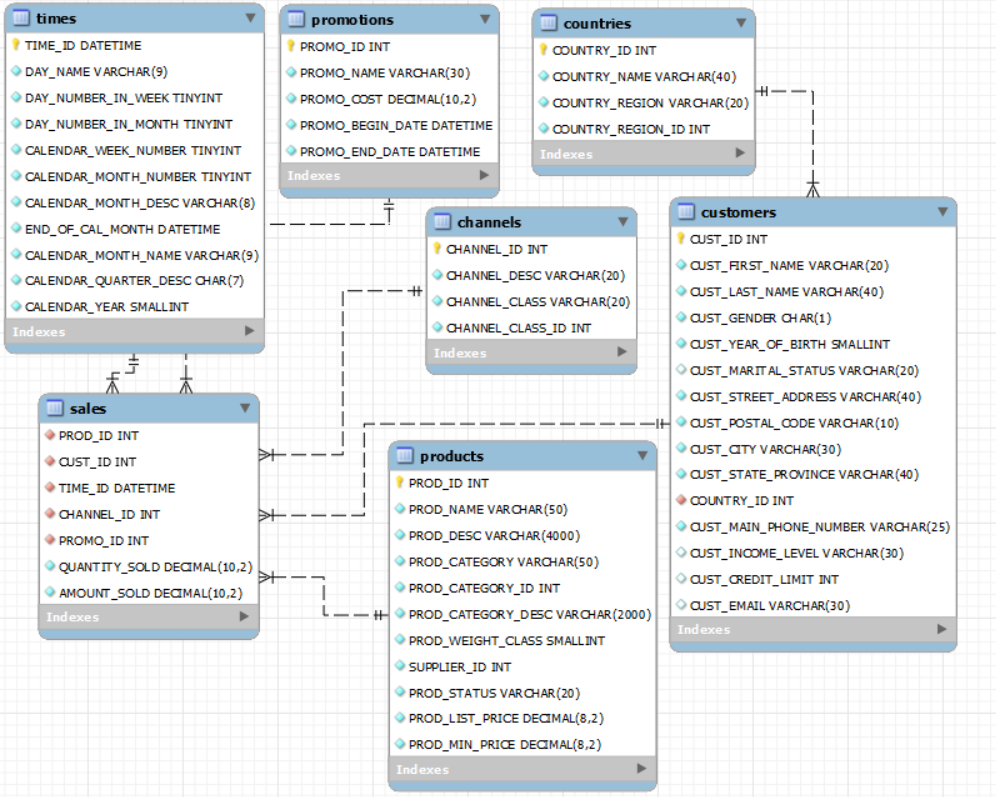 times
TIME_ID DATETIME
DAY_NAME VARCHAR(9)
DAY_NUMBER_IN_WEEK TINYINT
DAY_NUMBER_IN_MONTH TINYINT
CALENDAR_WEEK_NUMBER TINYINT
CALENDAR_MONTH_NUMBER TINYINT
CALENDAR_MONTH_DESC VARCHAR(8)
END_OF_CAL_MONTH DATETIME
CALENDAR_MONTH_NAME VARCHAR(9)
CALENDAR_QUARTER_DESC CHAR(7)
CALENDAR_YEAR SMALLINT
Indexes
promotions
PROMO_ID INT
PROMO_NAME VARCHAR(30)
PROMO_COST DECIMAL(10,2)
PROMO_BEGIN_DATE DATETIME
PROMO_END_DATE DATETIME
Indexes
countries
COUNTRY_ID INT
COUNTRY_NAME VARCHAR(40)
COUNTRY_REGION VARCHAR(20)
COUNTRY_REGION_ID INT
Indexes
channels
CHANNEL_ID INT
CHANNEL_DESC VARCHAR(20)
CHANNEL_CLASS VARCHAR(20)
CHANNEL_CLASS_ID INT
Indexes
customers
CUST_ID INT
CUST_FIRST_NAME VARCHAR(20)
CUST_LAST_NAME VARCHAR(40)
CUST_GENDER CHAR(1)
CUST_YEAR_OF_BIRTH SMALLINT
CUST_MARITAL_STATUS VARCHAR(20)
CUST_STREET_ADDRESS VARCHAR(40)
CUST_POSTAL_CODE VARCHAR(10)
CUST_CITY VARCHAR(30)
CUST_STATE_PROVINCE VARCHAR(40)
COUNTRY_ID INT
CUST_MAIN_PHONE_NUMBER VARCHAR(25)
CUST_INCOME_LEVEL VARCHAR(30)
CUST_CREDIT_LIMIT INT
CUST_EMAIL VARCHAR(30)
Indexes
sales
PROD_ID INT
CUST_ID INT
TIME_ID DATETIME
CHANNEL_ID INT
PROMO_ID INT
QUANTITY_SOLD DECIMAL(10,2)
AMOUNT_SOLD DECIMAL(10,2)
Indexes
products
PROD_ID INT
PROD_NAME VARCHAR(50)
PROD_DESC VARCHAR(4000)
PROD_CATEGORY VARCHAR(50)
PROD_CATEGORY_ID INT
PROD_CATEGORY_DESC VARCHAR(2000)
PROD_WEIGHT_CLASS SMALLINT
SUPPLIER_ID INT
PROD_STATUS VARCHAR(20)
PROD_LIST_PRICE DECIMAL(8,2)
PROD_MIN_PRICE DECIMAL(8,2)
Indexes